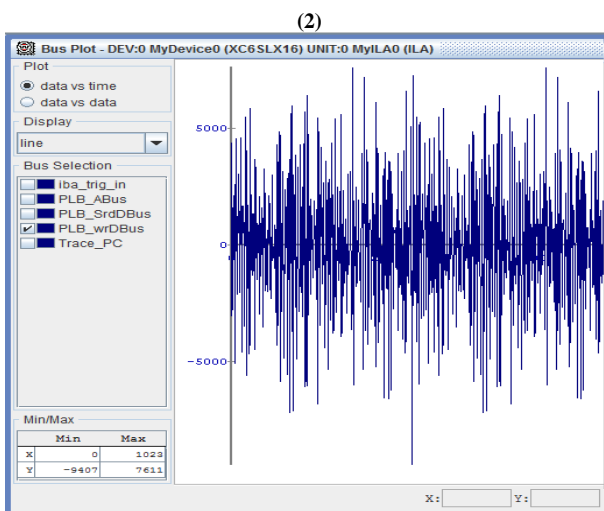 (2)
Bus Plot - DEV:0 MyDevice0 (XC6SLX16) UNIT:0 MyILA0 (ILA)
Plot
data vs time
data vs data
Display
line
Bus Selection
iba_trig_in
PLB_ABus
PLB_SrdDBus
PLB_wrDBus
Trace_PC
5000
0
-5000
Min/Max
Min Max
X 0 1023
Y -9407 7611
X: Y: